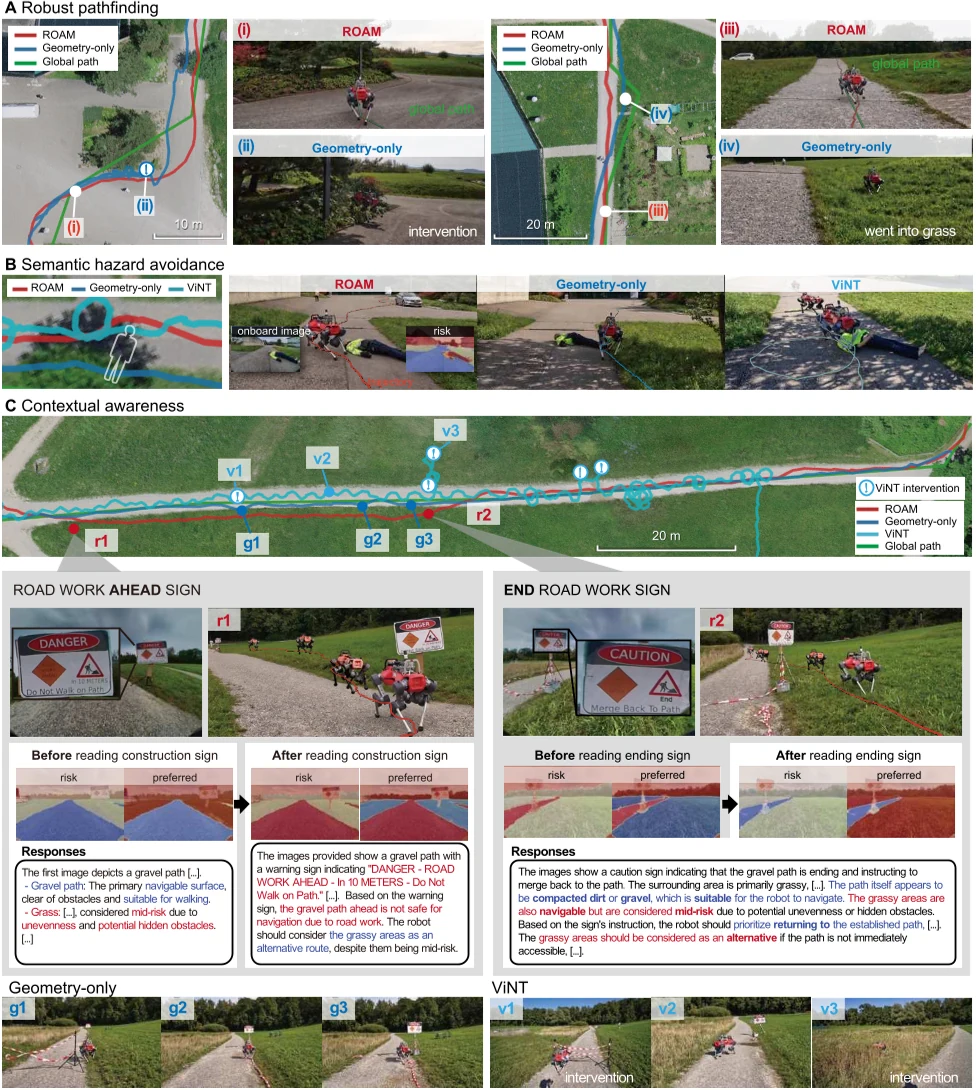 A Robust pathfinding
ROAM
Geometry-only
Global path
(i)
(ii)
10 m
(i)
ROAM
global path
(ii)
Geometry-only
intervention
ROAM
Geometry-only
Global path
(iv)
(iii)
20 m
(iii)
ROAM
global path
(iv)
Geometry-only
went into grass
B Semantic hazard avoidance
ROAM Geometry-only ViNT
ROAM
onboard image
risk
Geometry-only
ViNT
C Contextual awareness
v1
v2
v3
r1
g1
g2
g3
r2
20 m
ViNT intervention
ROAM
Geometry-only
ViNT
Global path
ROAD WORK AHEAD SIGN
DANGER
IN 10 METERS
Do Not Walk on Path
r1
DANGER
Before reading construction sign
risk
preferred
After reading construction sign
risk
preferred
Responses
The first image depicts a gravel path [...].
- Gravel path: The primary navigable surface,
clear of obstacles and suitable for walking.
- Grass: [...], considered mid-risk due to
unevenness and potential hidden obstacles.
[...]
The images provided show a gravel path with
a warning sign indicating "DANGER - ROAD
WORK AHEAD - In 10 METERS - Do Not
Walk on Path." [...]. Based on the warning
sign, the gravel path ahead is not safe for
navigation due to road work. The robot
should consider the grassy areas as an
alternative route, despite them being mid-risk.
END ROAD WORK SIGN
CAUTION
End
Merge Back To Path
r2
Before reading ending sign
risk
preferred
After reading ending sign
risk
preferred
Responses
The images show a caution sign indicating that the gravel path is ending and instructing to
merge back to the path. The surrounding area is primarily grassy, [...]. The path itself appears to
be compacted dirt or gravel, which is suitable for the robot to navigate. The grassy areas are
also navigable but are considered mid-risk due to potential unevenness or hidden obstacles.
Based on the sign's instruction, the robot should prioritize returning to the established path, [...].
The grassy areas should be considered as an alternative if the path is not immediately
accessible, [...].
Geometry-only
g1
g2
g3
ViNT
v1
intervention
v2
v3
intervention